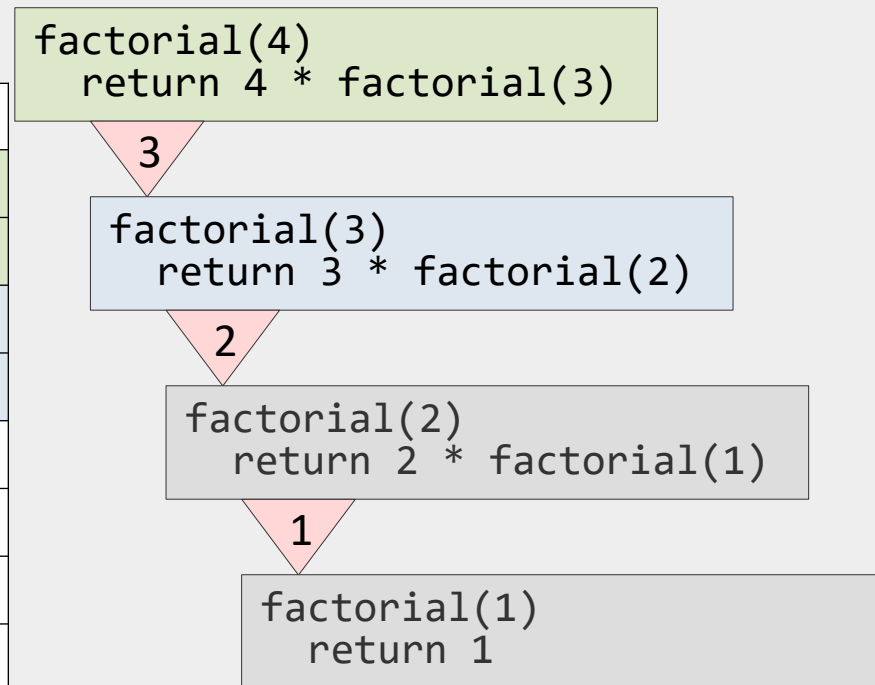 factorial(4)
return 4 * factorial(3)
3
factorial(3)
return 3 * factorial(2)
2
factorial(2)
return 2 * factorial(1)
1
factorial(1)
return 1